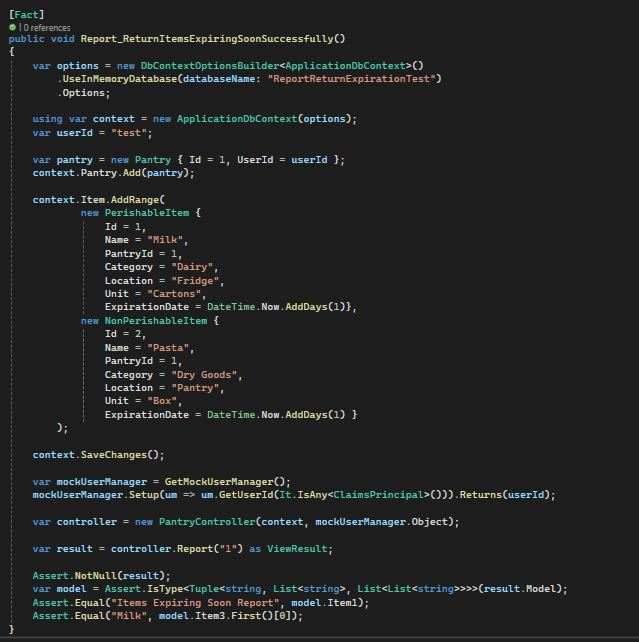 [Fact]
| 0 references
public void Report_ReturnItemsExpiringSoonSuccessfully()
{
    var options = new DbContextOptionsBuilder<ApplicationDbContext>()
        .UseInMemoryDatabase(databaseName: "ReportReturnExpirationTest")
        .Options;

    using var context = new ApplicationDbContext(options);
    var userId = "test";

    var pantry = new Pantry { Id = 1, UserId = userId };
    context.Pantry.Add(pantry);

    context.Item.AddRange(
            new PerishableItem {
                Id = 1,
                Name = "Milk",
                PantryId = 1,
                Category = "Dairy",
                Location = "Fridge",
                Unit = "Cartons",
                ExpirationDate = DateTime.Now.AddDays(1)},
            new NonPerishableItem {
                Id = 2,
                Name = "Pasta",
                PantryId = 1,
                Category = "Dry Goods",
                Location = "Pantry",
                Unit = "Box",
                ExpirationDate = DateTime.Now.AddDays(1) }
        );

    context.SaveChanges();

    var mockUserManager = GetMockUserManager();
    mockUserManager.Setup(um => um.GetUserId(It.IsAny<ClaimsPrincipal>())).Returns(userId);

    var controller = new PantryController(context, mockUserManager.Object);

    var result = controller.Report("1") as ViewResult;

    Assert.NotNull(result);
    var model = Assert.IsType<Tuple<string, List<string>, List<List<string>>>>(result.Model);
    Assert.Equal("Items Expiring Soon Report", model.Item1);
    Assert.Equal("Milk", model.Item3.First()[0]);
}